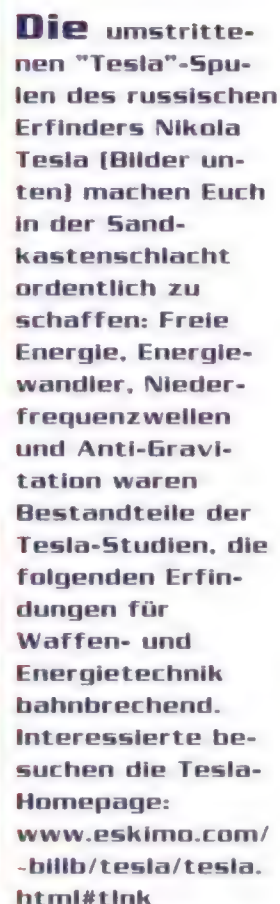 Die umstritte-
nen "Tesla"-Spu-
len des russischen
Erfinders Nikola
Tesla (Bilder un-
ten) machen Euch
in der Sand-
kastenschlacht
ordentlich zu
schaffen: Freie
Energie, Energie-
wandler, Nieder-
frequenzwellen
und Anti-Gravi-
tation waren
Bestandteile der
Tesla-Studien, die
folgenden Erfin-
dungen für
Waffen- und
Energietechnik
bahnbrechend.
Interessierte be-
suchen die Tesla-
Homepage:
www.eskimo.com/
~billb/tesla/tesla.
html#tlnk